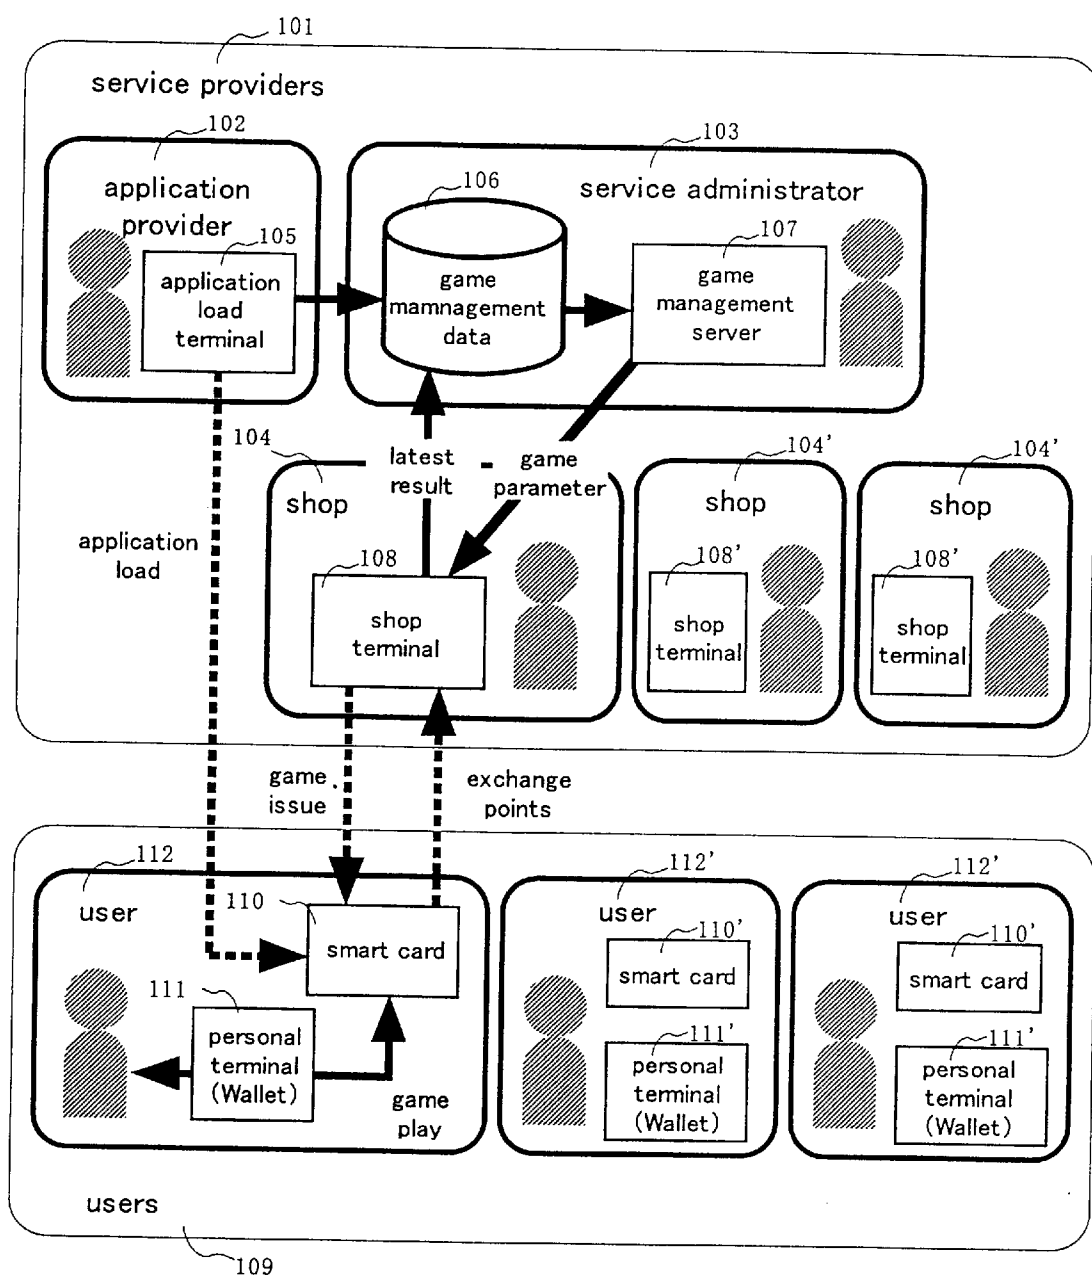 101
service providers
102
application
provider
105
application
load
terminal
103
service administrator
106
game
mamnagement
data
107
game
management
server
104
shop
latest
result
game
parameter
108
shop
terminal
104'
shop
108'
shop
terminal
104'
shop
108'
shop
terminal
application
load
game
issue
exchange
points
112
user
110
smart card
111
personal
terminal
(Wallet)
game
play
112'
user
110'
smart card
111'
personal
terminal
(Wallet)
112'
user
110'
smart card
111'
personal
terminal
(Wallet)
users
109